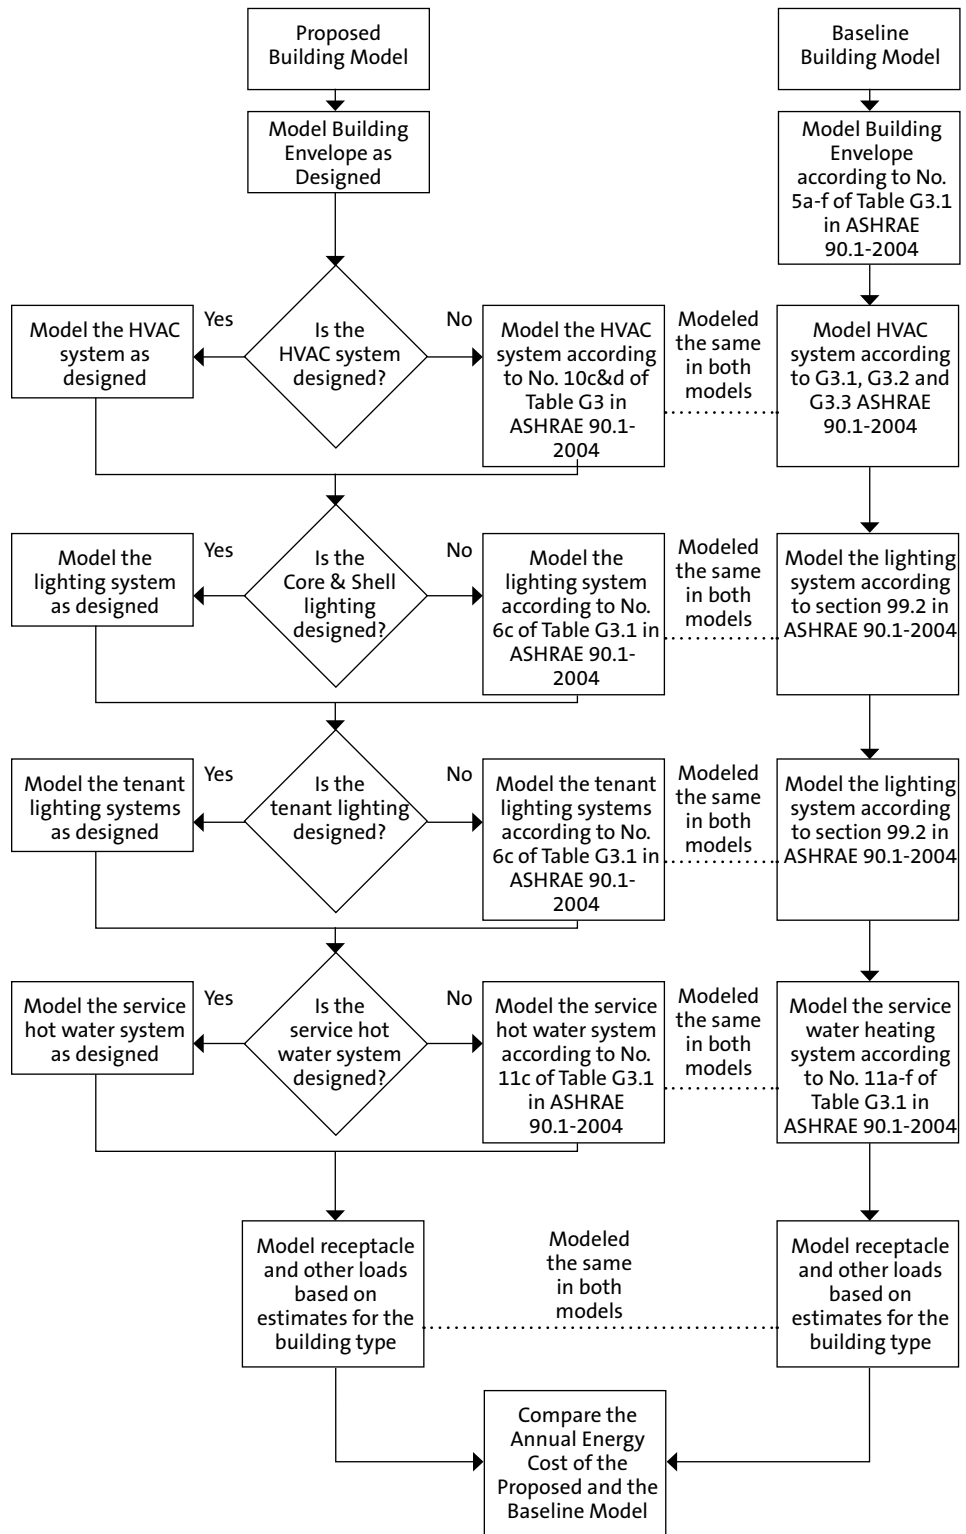 Proposed
Building Model
Baseline
Building Model
Model Building
Envelope as
Designed
Model Building
Envelope
according to No.
5a-f of Table G3.1
in ASHRAE
90.1-2004
Model the HVAC
system as
designed
Yes
Is the
HVAC system
designed?
No
Model the HVAC
system according
to No. 10c&d of
Table G3 in
ASHRAE 90.1-
2004
Modeled
the same
in both
models
Model HVAC
system according
to G3.1, G3.2 and
G3.3 ASHRAE
90.1-2004
Model the
lighting system
as designed
Yes
Is the
Core & Shell
lighting
designed?
No
Model the
lighting system
according to No.
6c of Table G3.1 in
ASHRAE 90.1-
2004
Modeled
the same
in both
models
Model the lighting
system according
to section 99.2 in
ASHRAE 90.1-2004
Model the tenant
lighting systems
as designed
Yes
Is the
tenant lighting
designed?
No
Model the tenant
lighting systems
according to No.
6c of Table G3.1 in
ASHRAE 90.1-
2004
Modeled
the same
in both
models
Model the lighting
system according
to section 99.2 in
ASHRAE 90.1-2004
Model the service
hot water system
as designed
Yes
Is the
service hot
water system
designed?
No
Model the service
hot water system
according to No.
11c of Table G3.1
in ASHRAE
90.1-2004
Modeled
the same
in both
models
Model the service
water heating
system according
to No. 11a-f of
Table G3.1 in
ASHRAE 90.1-2004
Model receptacle
and other loads
based on
estimates for the
building type
Modeled
the same
in both
models
Model receptacle
and other loads
based on
estimates for the
building type
Compare the
Annual Energy
Cost of the
Proposed and the
Baseline Model